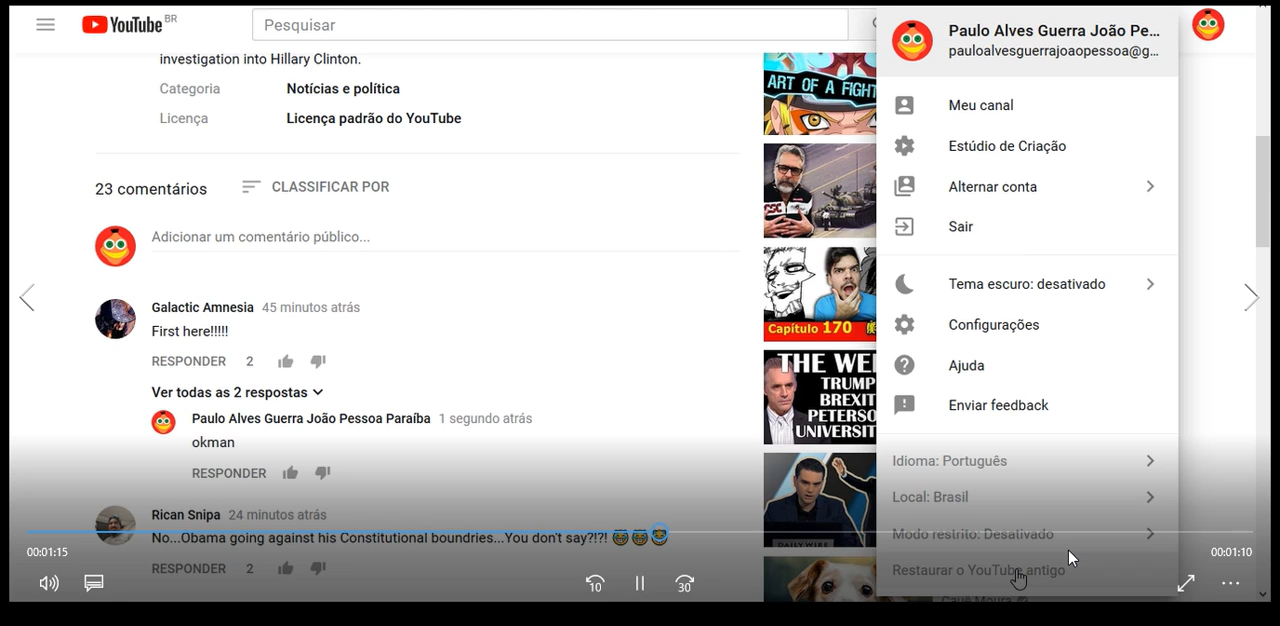 YouTube BR
Pesquisar
Paulo Alves Guerra João Pe...
pauloalvesguerrajoaopessoa@g...
investigation into Hillary Clinton.
Categoria Notícias e política
Licença Licença padrão do YouTube
23 comentários CLASSIFICAR POR
Adicionar um comentário público...
Galactic Amnesia 45 minutos atrás
First here!!!!!
RESPONDER 2
Ver todas as 2 respostas
Paulo Alves Guerra João Pessoa Paraíba 1 segundo atrás
okman
RESPONDER
Rican Snipa 24 minutos atrás
No...Obama going against his Constitutional boundries...You don't say?!?! 😂😂😂
RESPONDER 2
ART OF A FIGHT
CSC
Capítulo 170
THE WE
TRUMP
BREXIT
PETERSO
UNIVERSIT
DAILY WIRE
Meu canal
Estúdio de Criação
Alternar conta
Sair
Tema escuro: desativado
Configurações
Ajuda
Enviar feedback
Idioma: Português
Local: Brasil
Modo restrito: Desativado
Restaurar o YouTube antigo
Cauê Moura
00:01:15
00:01:10
10
30